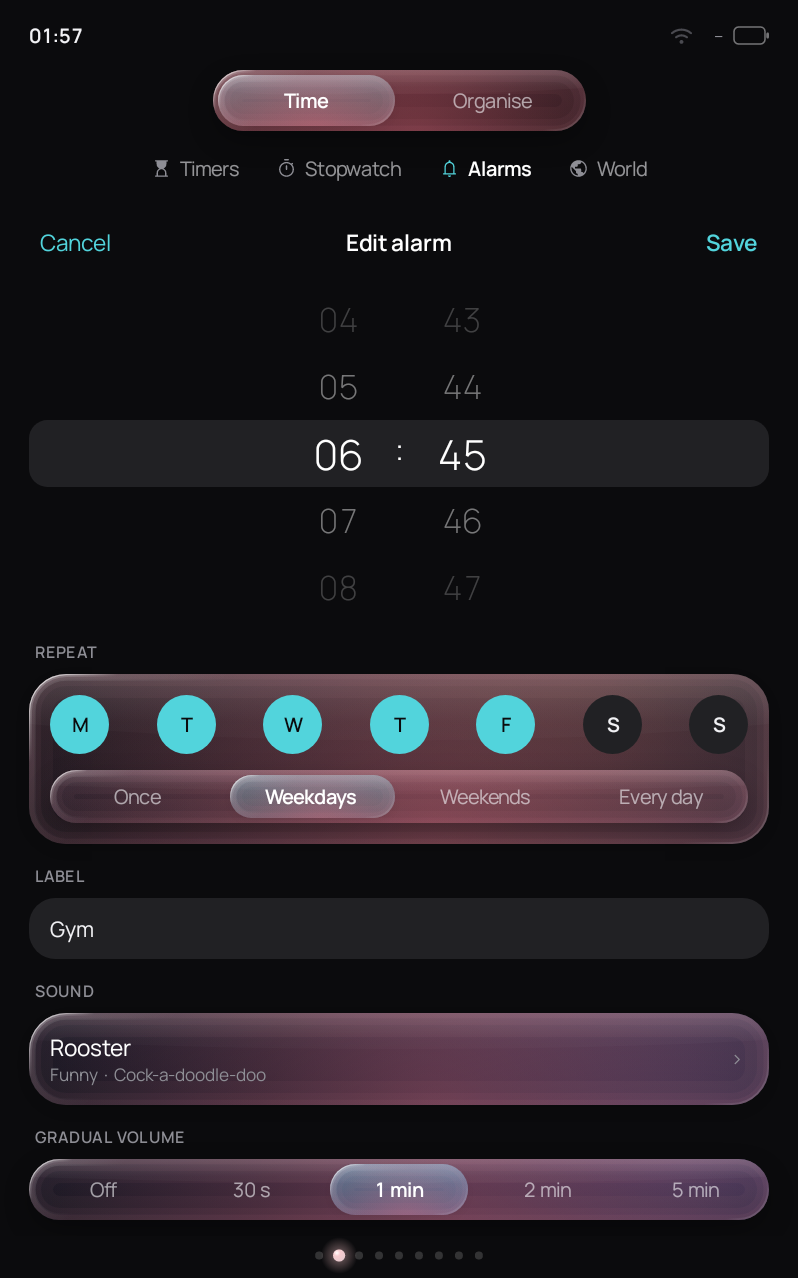 01:57
Time Organise
Timers Stopwatch Alarms World
Cancel Edit alarm Save
04 43
05 44
06 : 45
07 46
08 47
REPEAT
M T W T F S S
Once Weekdays Weekends Every day
LABEL
Gym
SOUND
Rooster
Funny · Cock-a-doodle-doo
GRADUAL VOLUME
Off 30 s 1 min 2 min 5 min